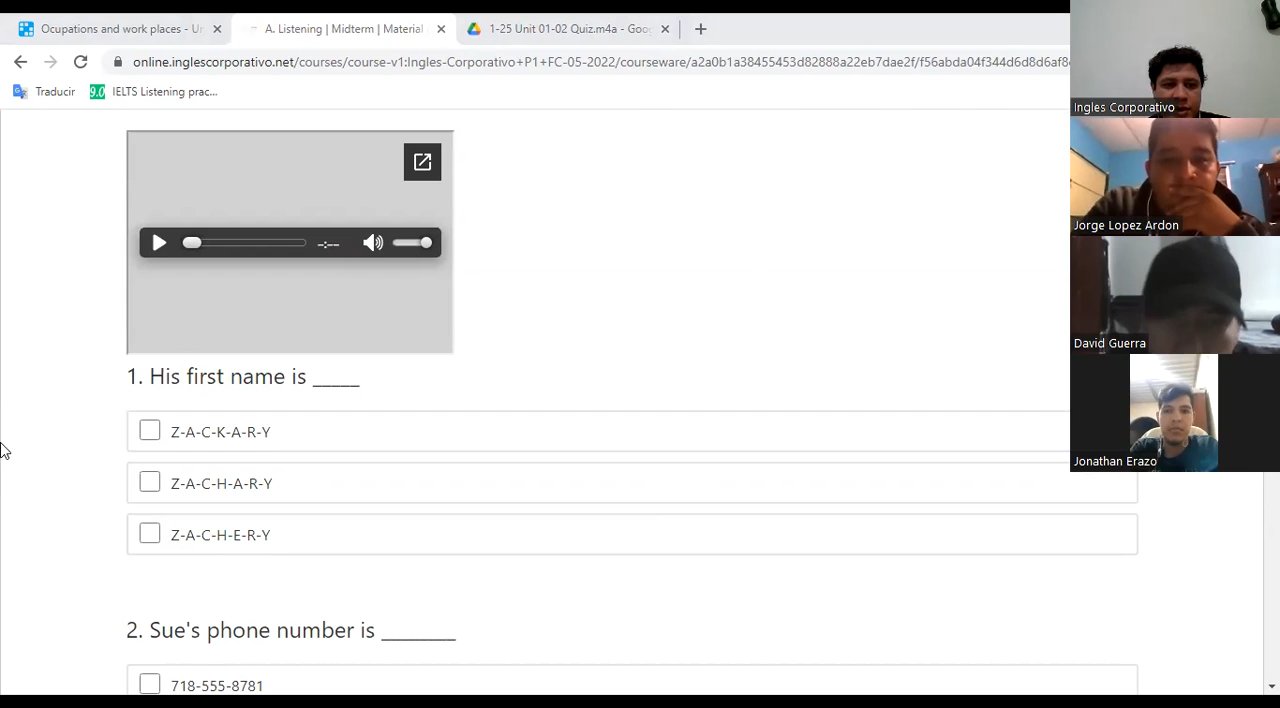 Ocupations and work places - U
A. Listening | Midterm | Material
1-25 Unit 01-02 Quiz.m4a - Goo
online.inglescorporativo.net/courses/course-v1:Ingles-Corporativo+P1+FC-05-2022/courseware/a2a0b1a38455453d82888a22eb7dae2f/f56abda04f344d6d8d6af8
Traducir
9.0 IELTS Listening prac...
Ingles Corporativo
Jorge Lopez Ardon
David Guerra
Jonathan Erazo
-:--
1. His first name is _____
Z-A-C-K-A-R-Y
Z-A-C-H-A-R-Y
Z-A-C-H-E-R-Y
2. Sue's phone number is ________
718-555-8781